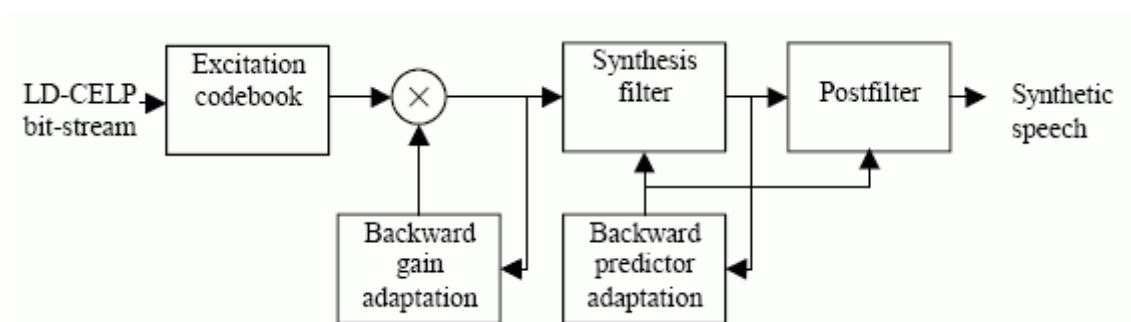 LD-CELP
bit-stream
Excitation
codebook
×
Synthesis
filter
Postfilter
Synthetic
speech
Backward
gain
adaptation
Backward
predictor
adaptation